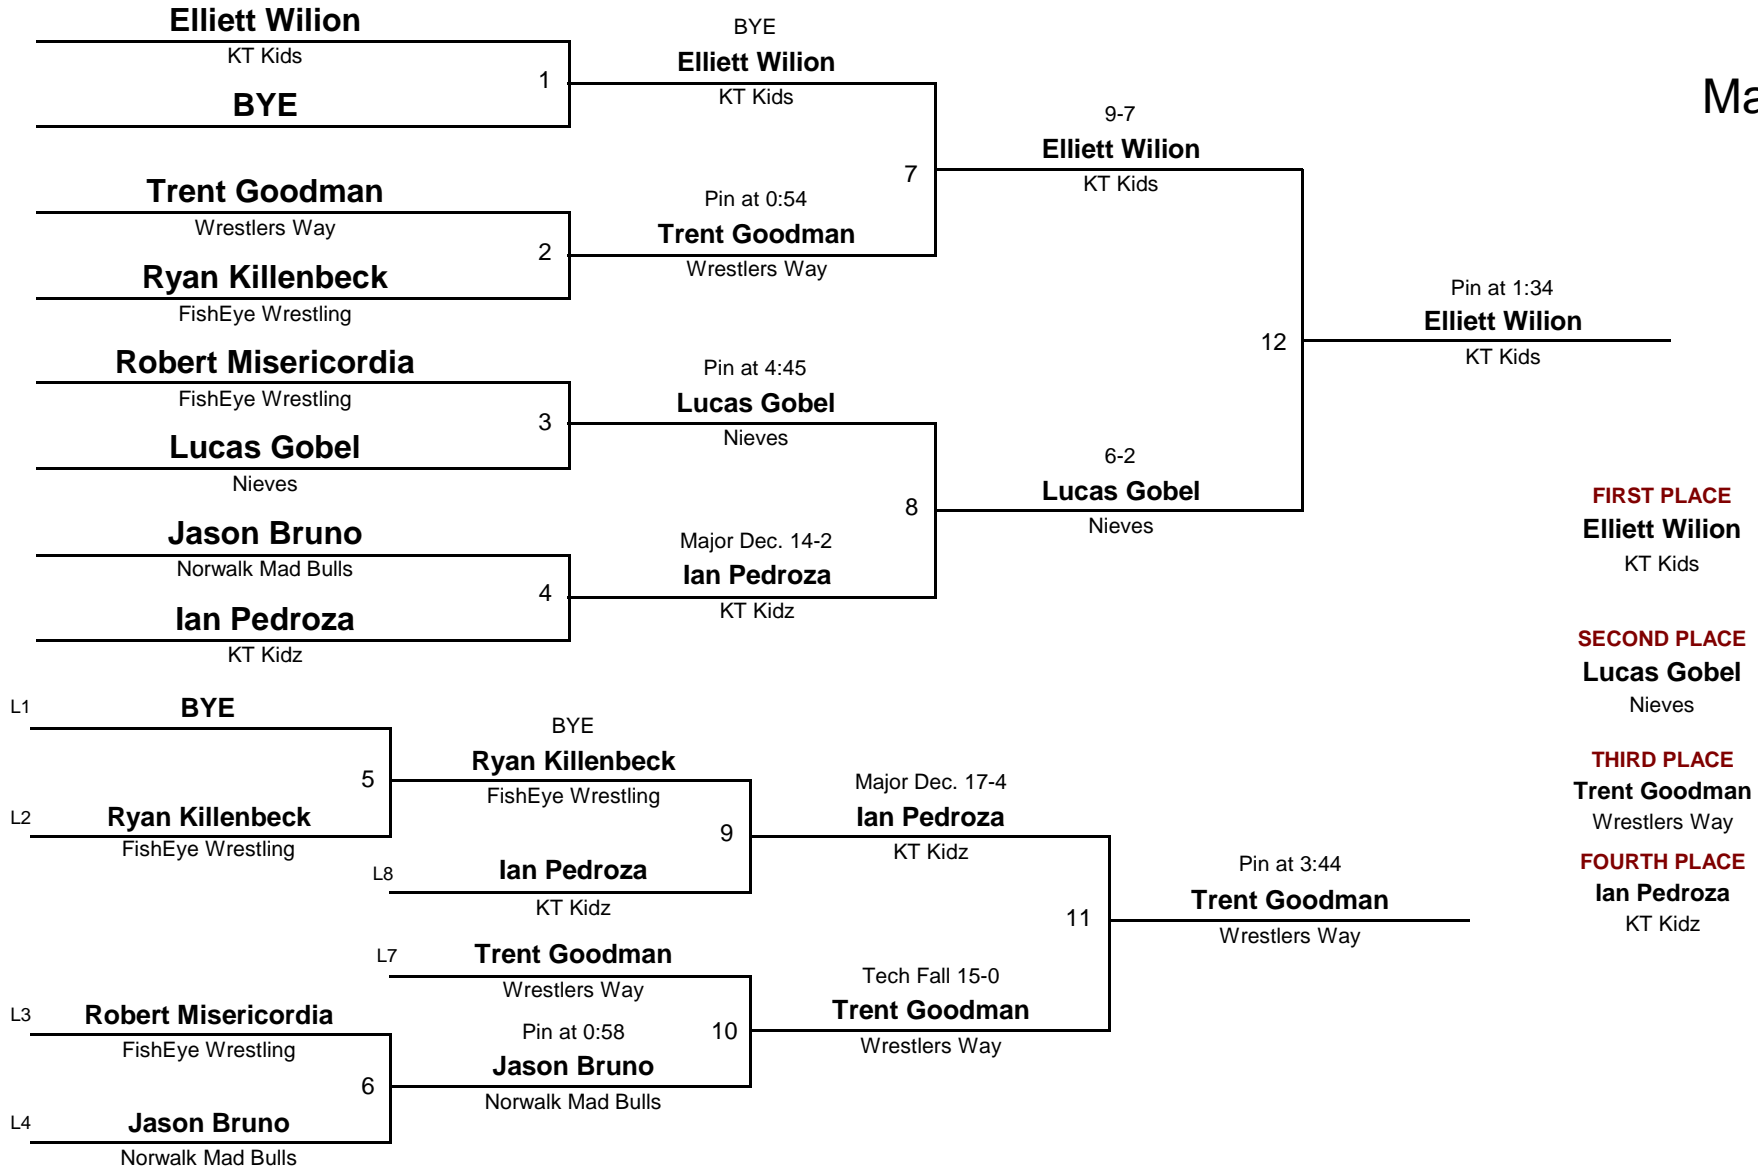 Elliett Wilion
KT Kids
1
BYE
Trent Goodman
Wrestlers Way
2
Ryan Killenbeck
FishEye Wrestling
Robert Misericordia
FishEye Wrestling
3
Lucas Gobel
Nieves
Jason Bruno
Norwalk Mad Bulls
4
Ian Pedroza
KT Kidz
BYE
Elliett Wilion
KT Kids
7
Pin at 0:54
Trent Goodman
Wrestlers Way
Pin at 4:45
Lucas Gobel
Nieves
8
Major Dec. 14-2
Ian Pedroza
KT Kidz
9-7
Elliett Wilion
KT Kids
12
6-2
Lucas Gobel
Nieves
Pin at 1:34
Elliett Wilion
KT Kids
Ma
FIRST PLACE
Elliett Wilion
KT Kids
SECOND PLACE
Lucas Gobel
Nieves
THIRD PLACE
Trent Goodman
Wrestlers Way
FOURTH PLACE
Ian Pedroza
KT Kidz
L1 BYE
5
L2 Ryan Killenbeck
FishEye Wrestling
L3 Robert Misericordia
FishEye Wrestling
6
L4 Jason Bruno
Norwalk Mad Bulls
BYE
Ryan Killenbeck
FishEye Wrestling
9
L8 Ian Pedroza
KT Kidz
L7 Trent Goodman
Wrestlers Way
10
Pin at 0:58
Jason Bruno
Norwalk Mad Bulls
Major Dec. 17-4
Ian Pedroza
KT Kidz
11
Tech Fall 15-0
Trent Goodman
Wrestlers Way
Pin at 3:44
Trent Goodman
Wrestlers Way